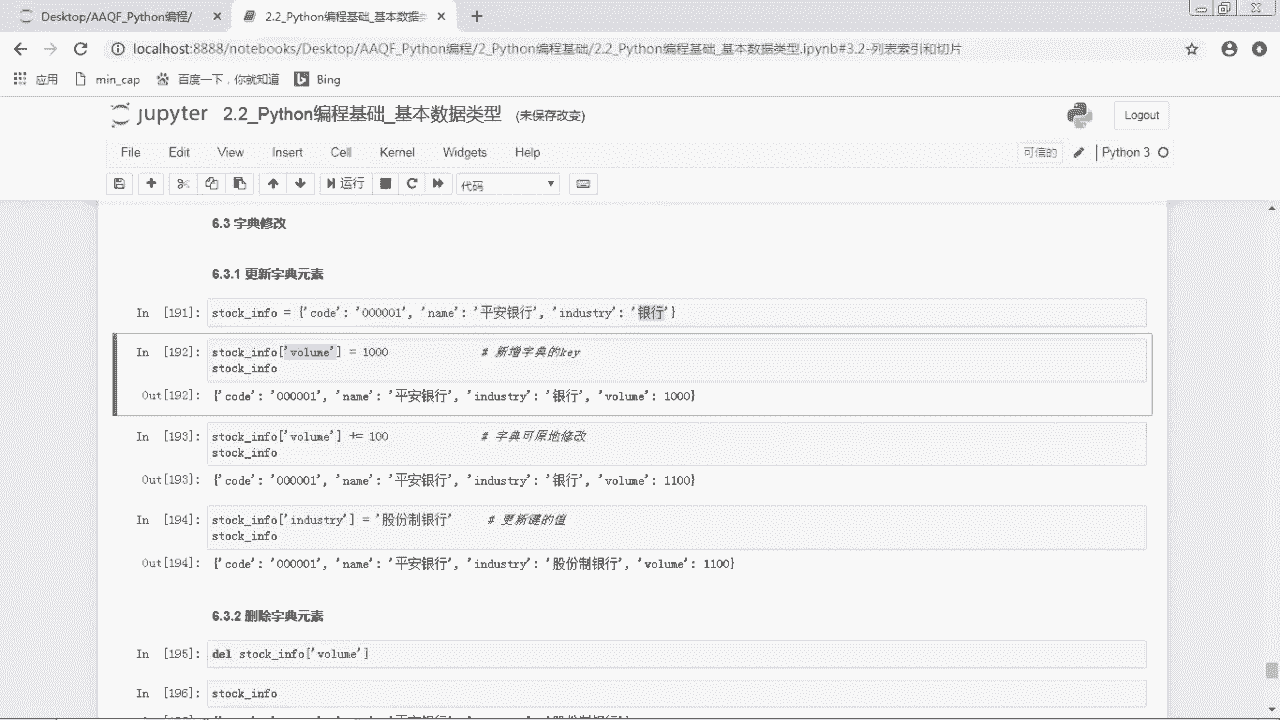 Desktop/AAQF_Python编程/
2.2_Python编程基础_基本数据类
localhost:8888/notebooks/Desktop/AAQF_Python编程/2_Python编程基础/2.2_Python编程基础_基本数据类型.ipynb#3.2-列表索引和切片
应用 min_cap 百度一下，你就知道 Bing
jupyter 2.2_Python编程基础_基本数据类型 (未保存改变) Logout
File Edit View Insert Cell Kernel Widgets Help 可信的 Python 3
运行 代码
6.3 字典修改
6.3.1 更新字典元素
In [191]: stock_info = {'code': '000001', 'name': '平安银行', 'industry': '银行'}
In [192]: stock_info['volume'] = 1000 # 新增字典的key
stock_info
Out[192]: {'code': '000001', 'name': '平安银行', 'industry': '银行', 'volume': 1000}
In [193]: stock_info['volume'] += 100 # 字典可原地修改
stock_info
Out[193]: {'code': '000001', 'name': '平安银行', 'industry': '银行', 'volume': 1100}
In [194]: stock_info['industry'] = '股份制银行' # 更新键的值
stock_info
Out[194]: {'code': '000001', 'name': '平安银行', 'industry': '股份制银行', 'volume': 1100}
6.3.2 删除字典元素
In [195]: del stock_info['volume']
In [196]: stock_info